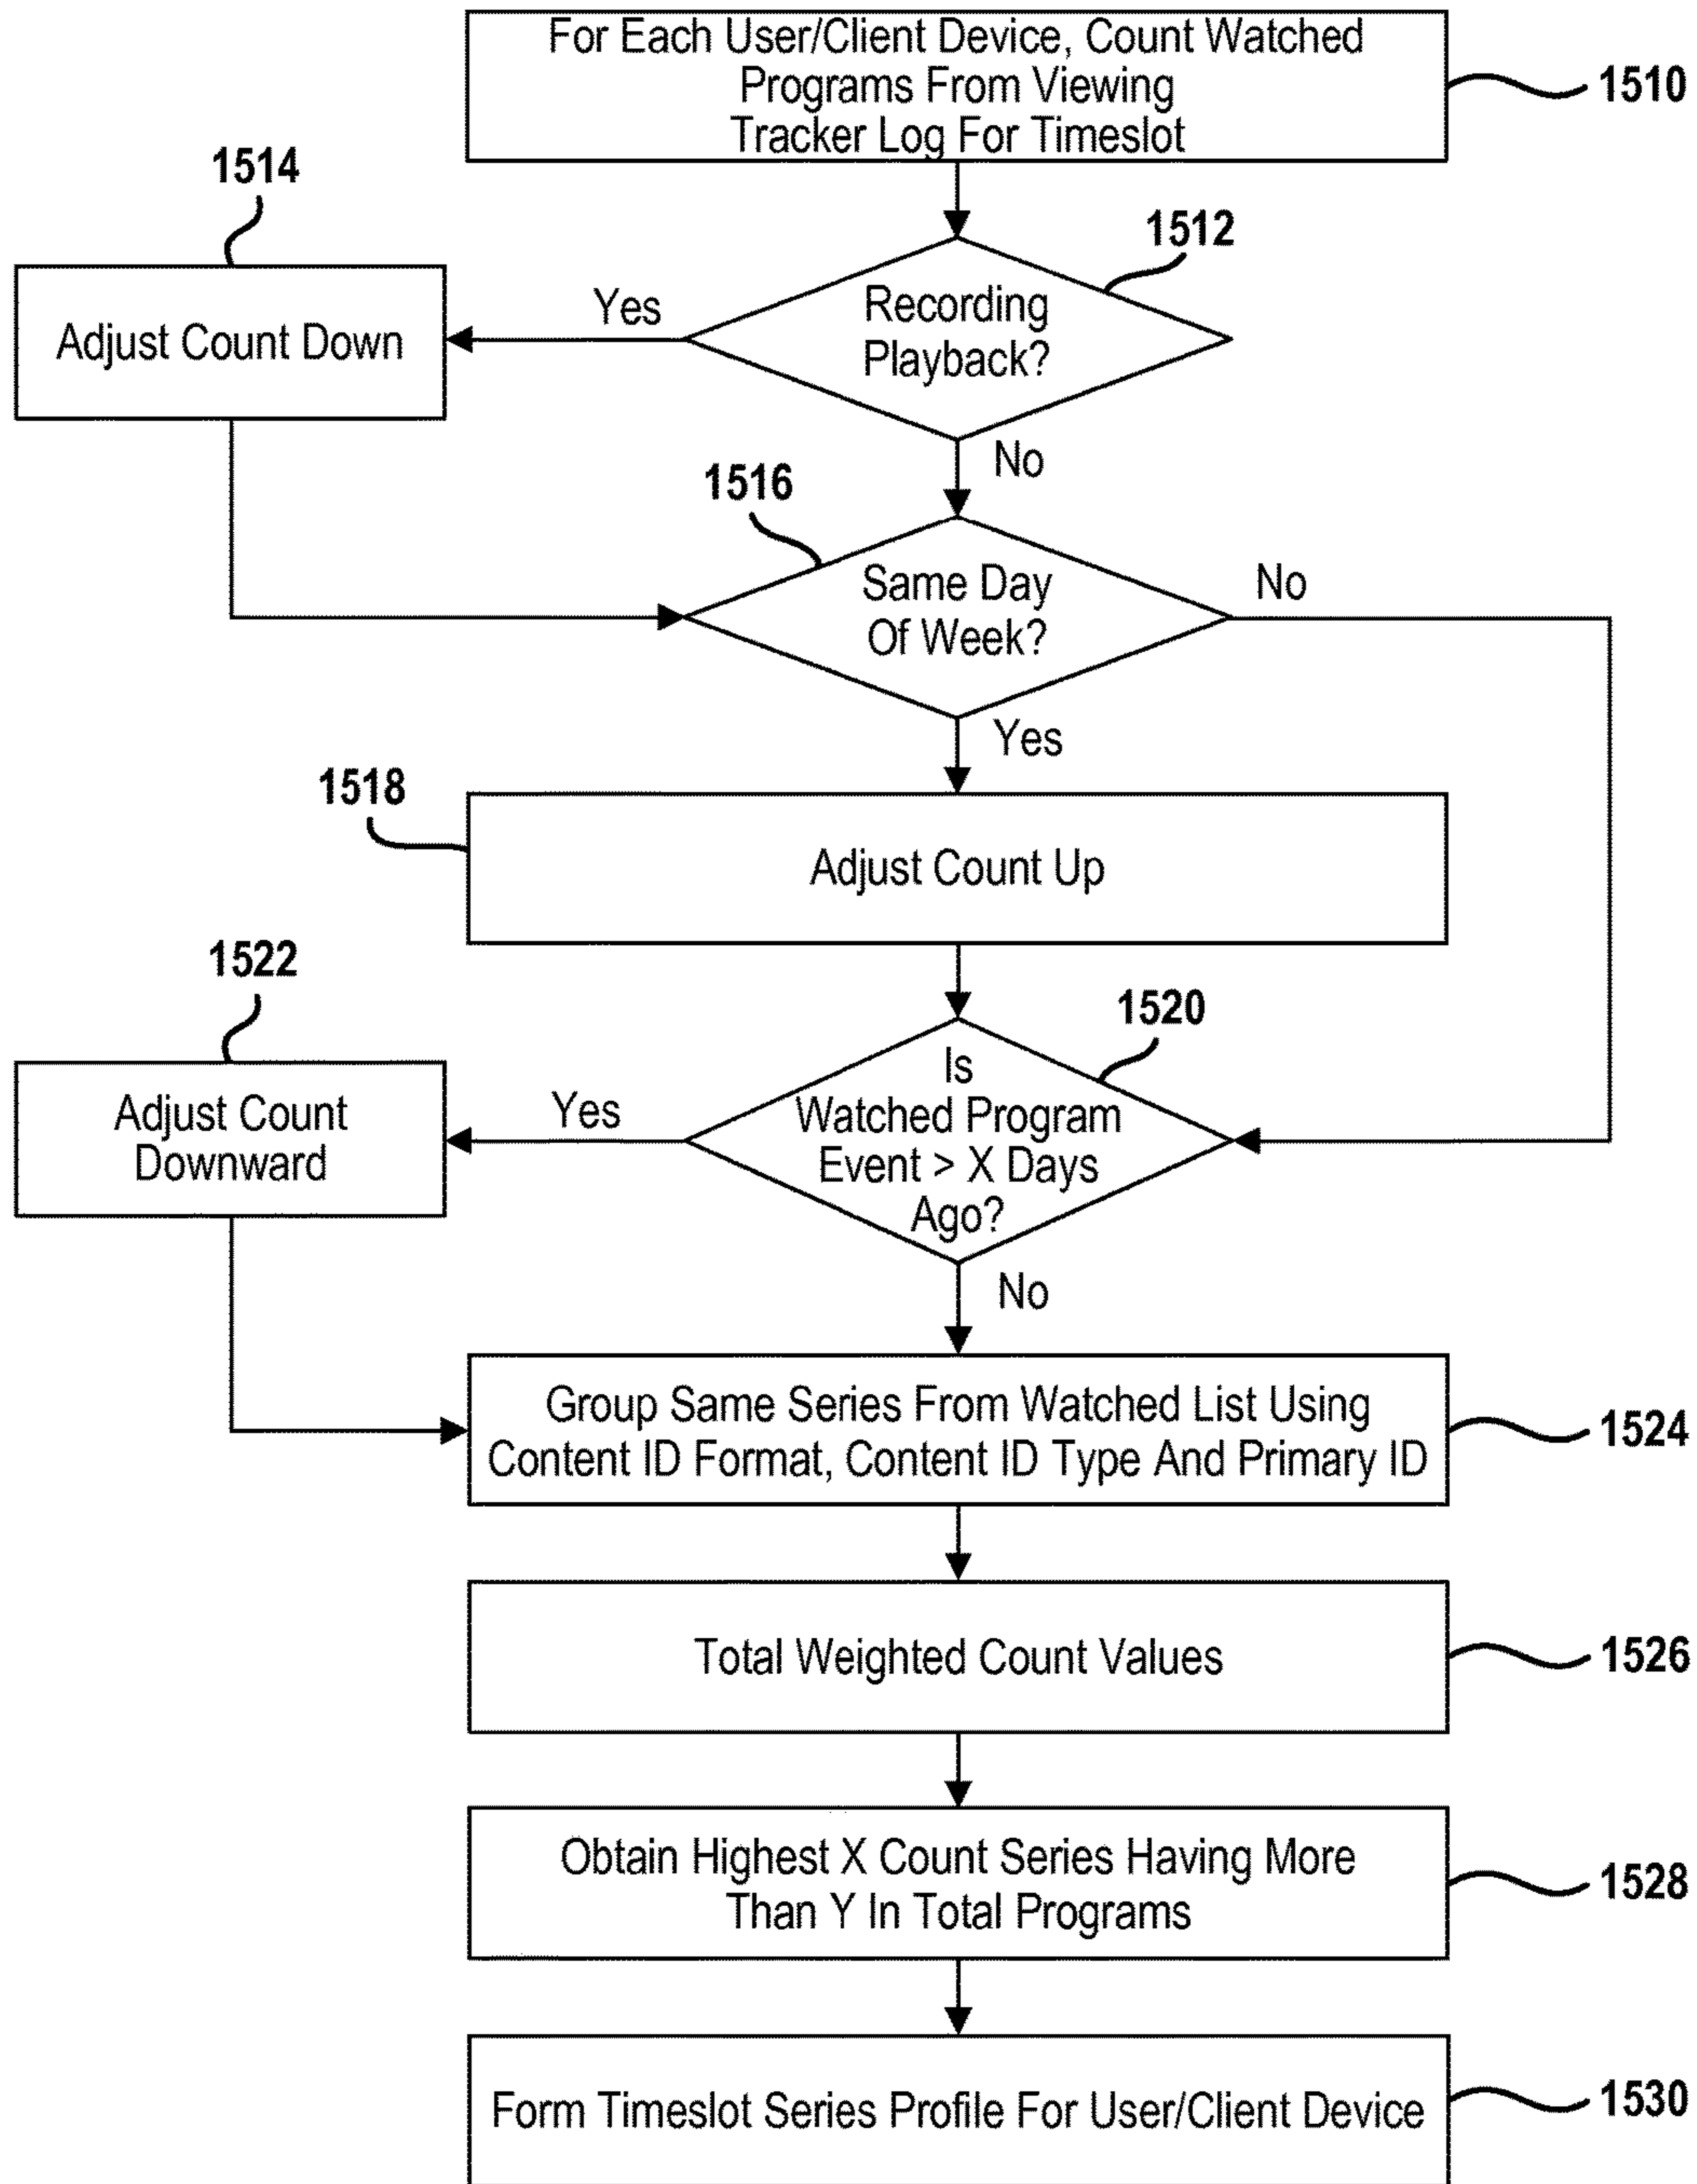 For Each User/Client Device, Count Watched
Programs From Viewing
Tracker Log For Timeslot
1510
1514
1512
Adjust Count Down
Yes
Recording
Playback?
No
1516
Same Day
Of Week?
No
Yes
1518
Adjust Count Up
1522
1520
Adjust Count
Downward
Yes
Is
Watched Program
Event > X Days
Ago?
No
Group Same Series From Watched List Using
Content ID Format, Content ID Type And Primary ID
1524
Total Weighted Count Values
1526
Obtain Highest X Count Series Having More
Than Y In Total Programs
1528
Form Timeslot Series Profile For User/Client Device
1530